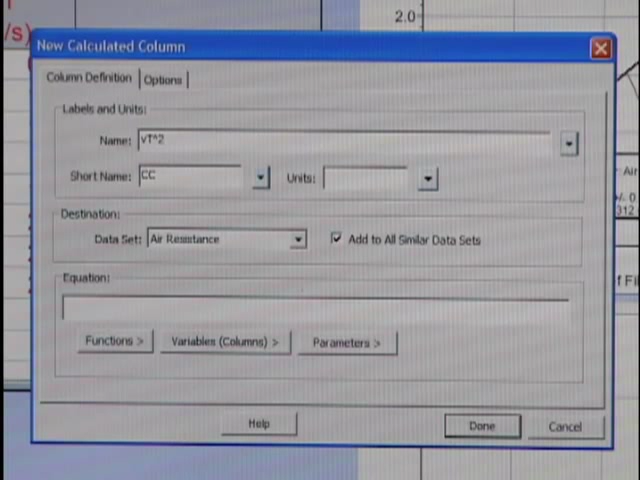 /s)
2.0
New Calculated Column
Column Definition Options
Labels and Units:
Name: vT^2
Short Name: CC Units:
Destination:
Data Set: Air Resistance Add to All Similar Data Sets
Equation:
Functions > Variables (Columns) > Parameters >
Help Done Cancel
Air
+/- 0
312
f Fil